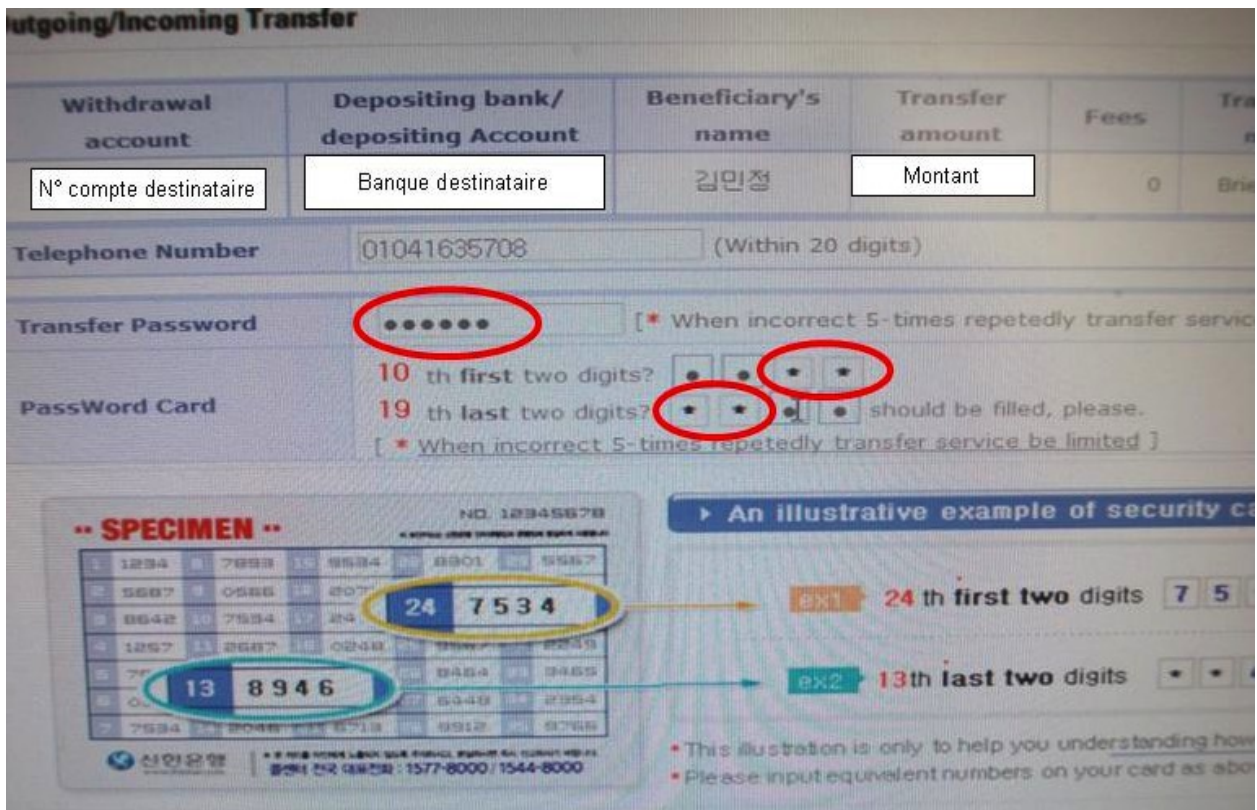 utgoing/Incoming Transfer
Withdrawal account
Depositing bank/ depositing Account
Beneficiary's name
Transfer amount
Fees
N° compte destinataire
Banque destinataire
김민정
Montant
0
Telephone Number
01041635708
(Within 20 digits)
Transfer Password
●●●●●●
[* When incorrect 5-times repetedly transfer servic
PassWord Card
10 th first two digits? ● ● * *
19 th last two digits? * * ● ● should be filled, please.
[ * When incorrect 5-times repetedly transfer service be limited ]
•• SPECIMEN ••
NO. 12345678
24 7534
13 8946
신한은행
1577-8000 / 1544-8000
▸ An illustrative example of security ca
ex1 24 th first two digits 7 5
ex2 13th last two digits * *
*This illustration is only to help you understanding how
*Please input equivalent numbers on your card as abo